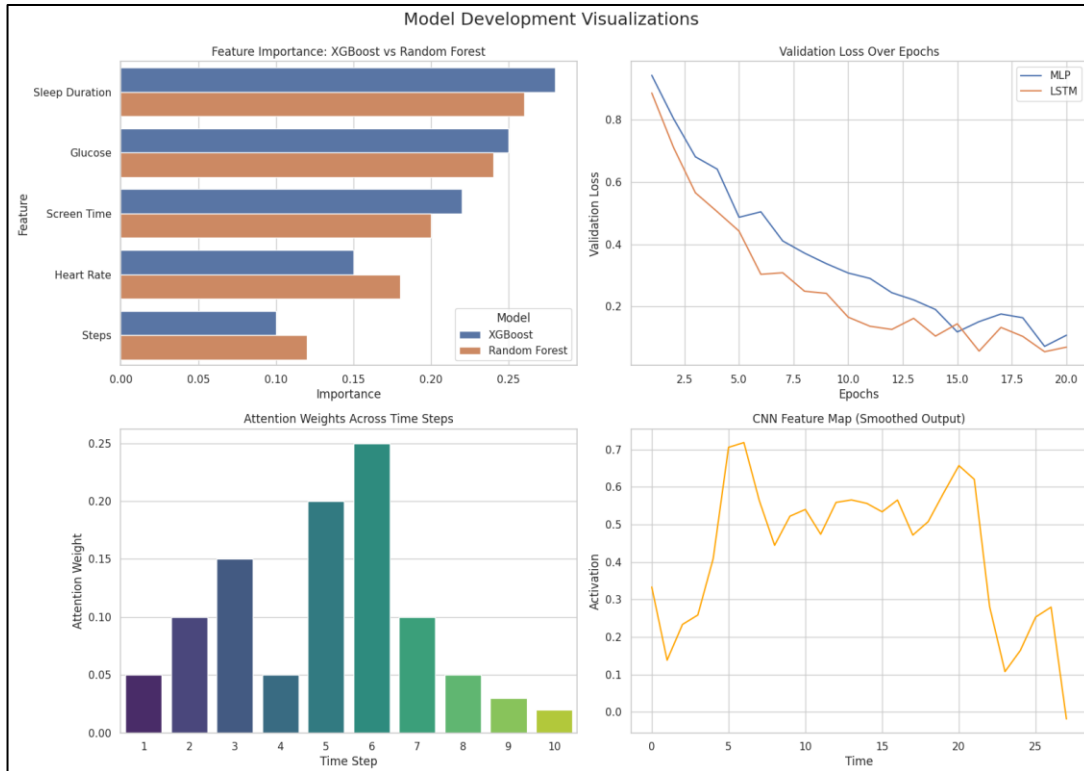 Model Development Visualizations
Feature Importance: XGBoost vs Random Forest
Feature
Sleep Duration
Glucose
Screen Time
Heart Rate
Steps
Model
XGBoost
Random Forest
0.00 0.05 0.10 0.15 0.20 0.25
Importance
Validation Loss Over Epochs
MLP
LSTM
Validation Loss
0.8
0.6
0.4
0.2
2.5 5.0 7.5 10.0 12.5 15.0 17.5 20.0
Epochs
Attention Weights Across Time Steps
Attention Weight
0.25
0.20
0.15
0.10
0.05
0.00
1 2 3 4 5 6 7 8 9 10
Time Step
CNN Feature Map (Smoothed Output)
Activation
0.7
0.6
0.5
0.4
0.3
0.2
0.1
0.0
0 5 10 15 20 25
Time